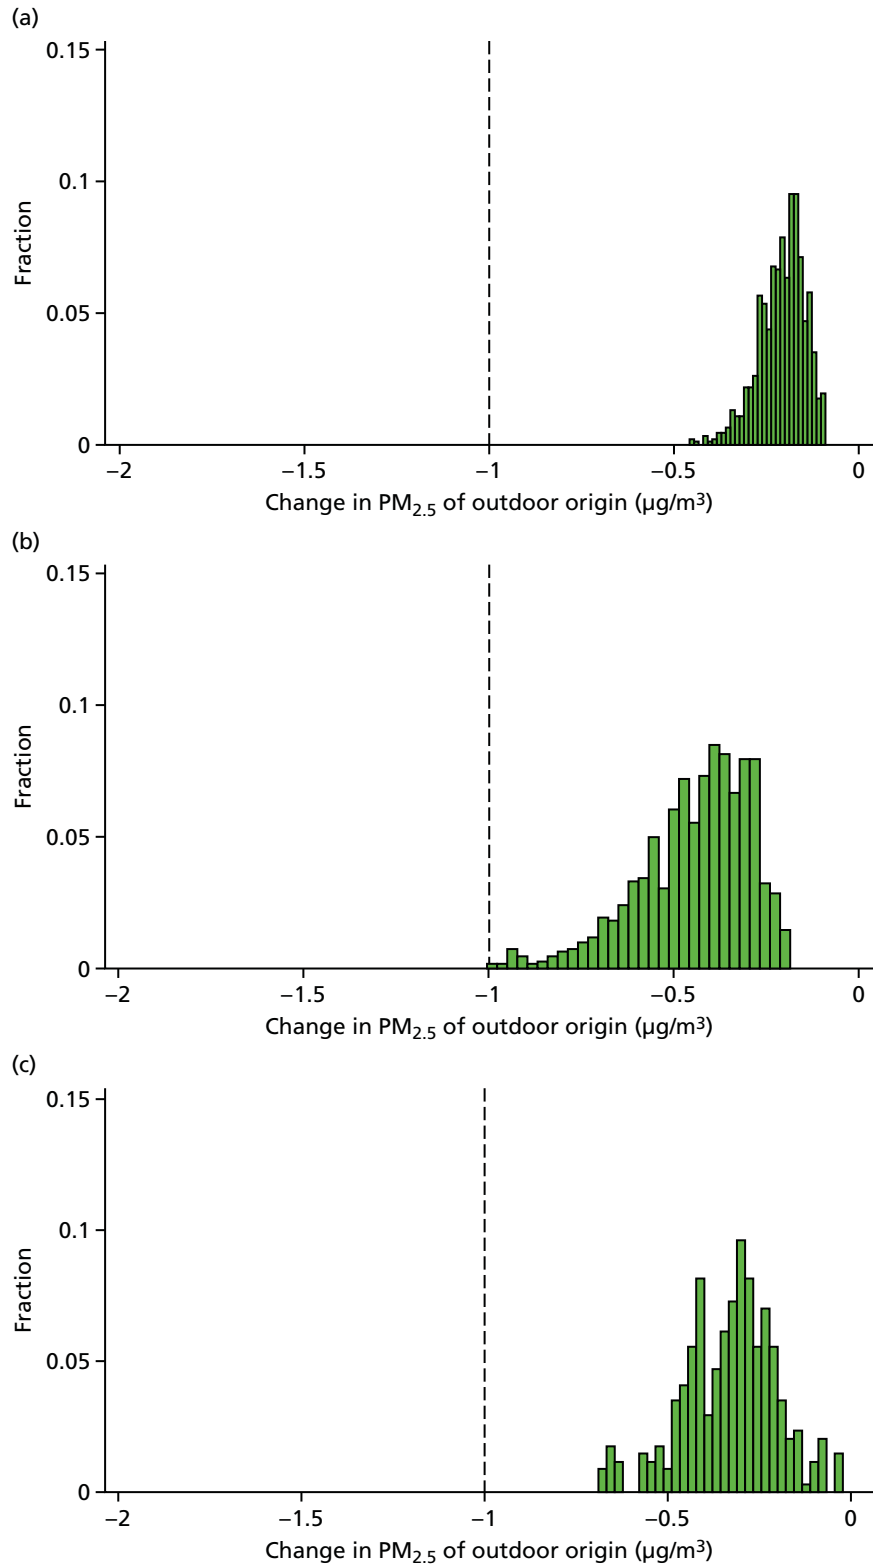 (a)
0.15
0.1
0.05
0
Fraction
−2 −1.5 −1 −0.5 0
Change in PM2.5 of outdoor origin (µg/m³)
(b)
0.15
0.1
0.05
0
Fraction
−2 −1.5 −1 −0.5 0
Change in PM2.5 of outdoor origin (µg/m³)
(c)
0.15
0.1
0.05
0
Fraction
−2 −1.5 −1 −0.5 0
Change in PM2.5 of outdoor origin (µg/m³)